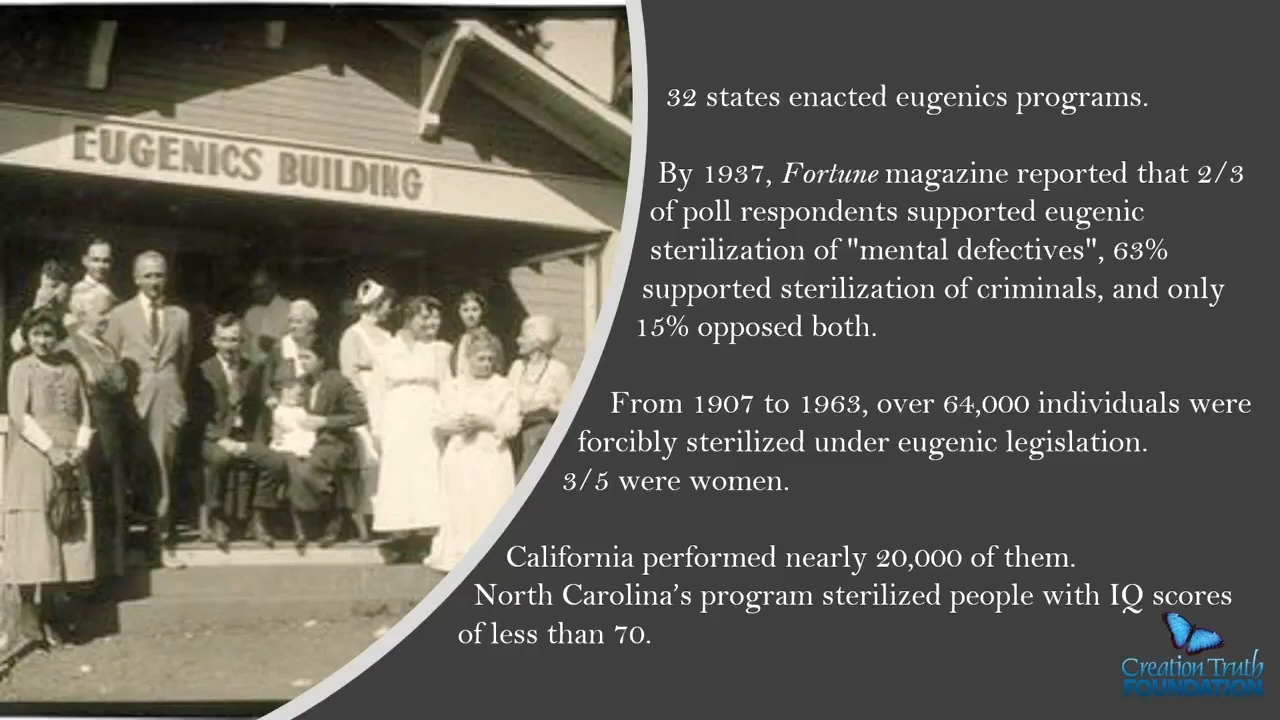 EUGENICS BUILDING
32 states enacted eugenics programs.
By 1937, Fortune magazine reported that 2/3
of poll respondents supported eugenic
sterilization of "mental defectives", 63%
supported sterilization of criminals, and only
15% opposed both.
From 1907 to 1963, over 64,000 individuals were
forcibly sterilized under eugenic legislation.
3/5 were women.
California performed nearly 20,000 of them.
North Carolina's program sterilized people with IQ scores
of less than 70.
Creation Truth
FOUNDATION